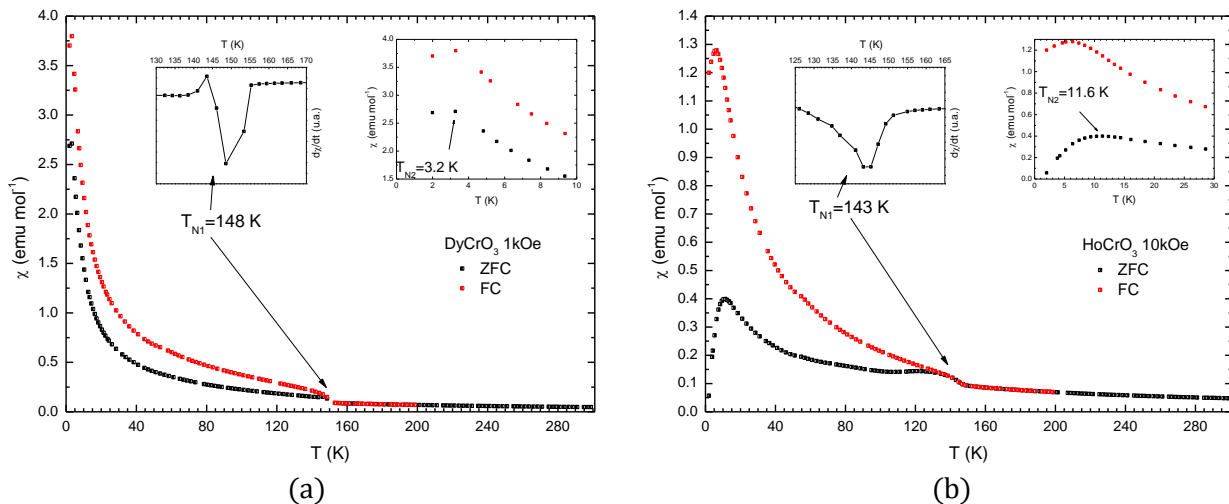 T (K)
130 135 140 145 150 155 160 165 170
dχ/dt (u.a.)
T_N1=148 K
4.0
3.5
3.0
2.5
2.0
1.5
χ (emu mol⁻¹)
T_N2=3.2 K
0 2 4 6 8 10
T (K)
DyCrO₃ 1kOe
ZFC
FC
4.0
3.5
3.0
2.5
2.0
1.5
1.0
0.5
0.0
χ (emu mol⁻¹)
0 40 80 120 160 200 240 280
T (K)
(a)
T (K)
125 130 135 140 145 150 155 160 165
dχ/dt (u.a.)
T_N1=143 K
1.2
1.0
0.8
0.6
0.4
0.2
0.0
χ (emu mol⁻¹)
T_N2=11.6 K
0 5 10 15 20 25 30
T (K)
HoCrO₃ 10kOe
ZFC
FC
1.4
1.3
1.2
1.1
1.0
0.9
0.8
0.7
0.6
0.5
0.4
0.3
0.2
0.1
0.0
χ (emu mol⁻¹)
0 40 80 120 160 200 240 280
T (K)
(b)